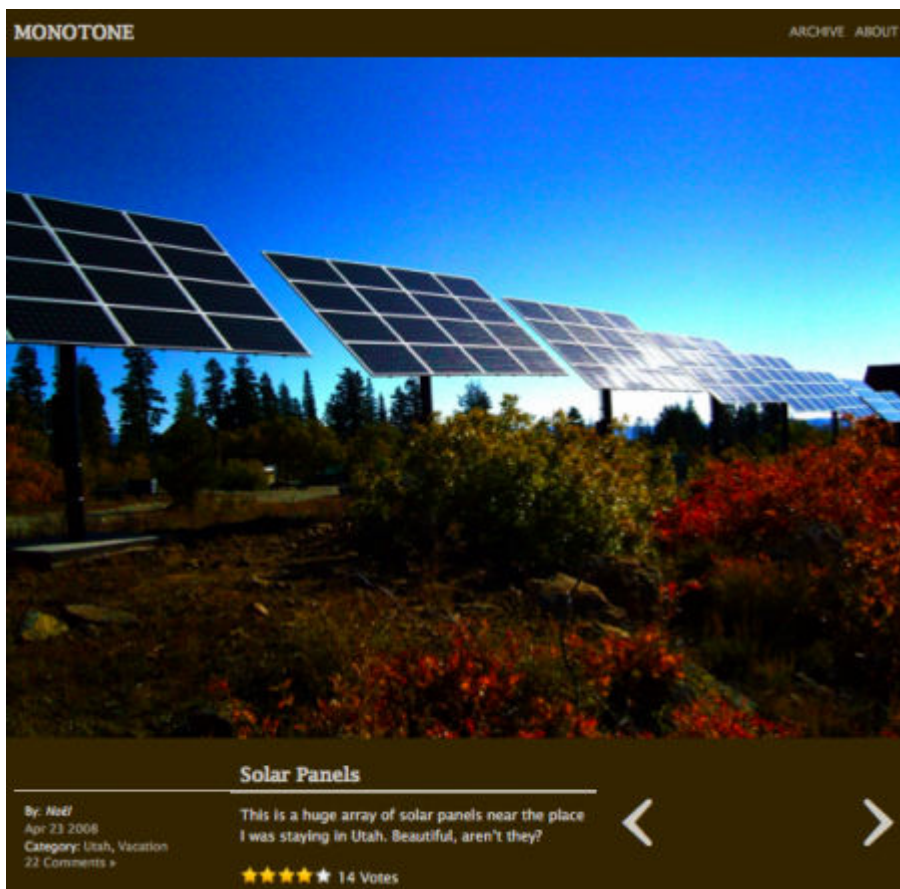 MONOTONE
ARCHIVE ABOUT
Solar Panels
By: Noël
Apr 23 2008
Category: Utah, Vacation
22 Comments »
This is a huge array of solar panels near the place
I was staying in Utah. Beautiful, aren't they?
14 Votes